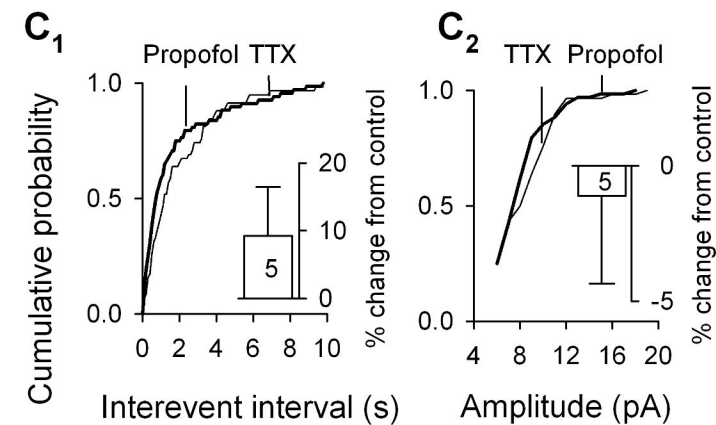 C1
Propofol TTX
Cumulative probability
1.0
0.5
0.0
0 2 4 6 8 10
Interevent interval (s)
5
20
10
0
% change from control
C2
TTX Propofol
1.0
0.5
0.0
4 8 12 16 20
Amplitude (pA)
5
0
-5
% change from control